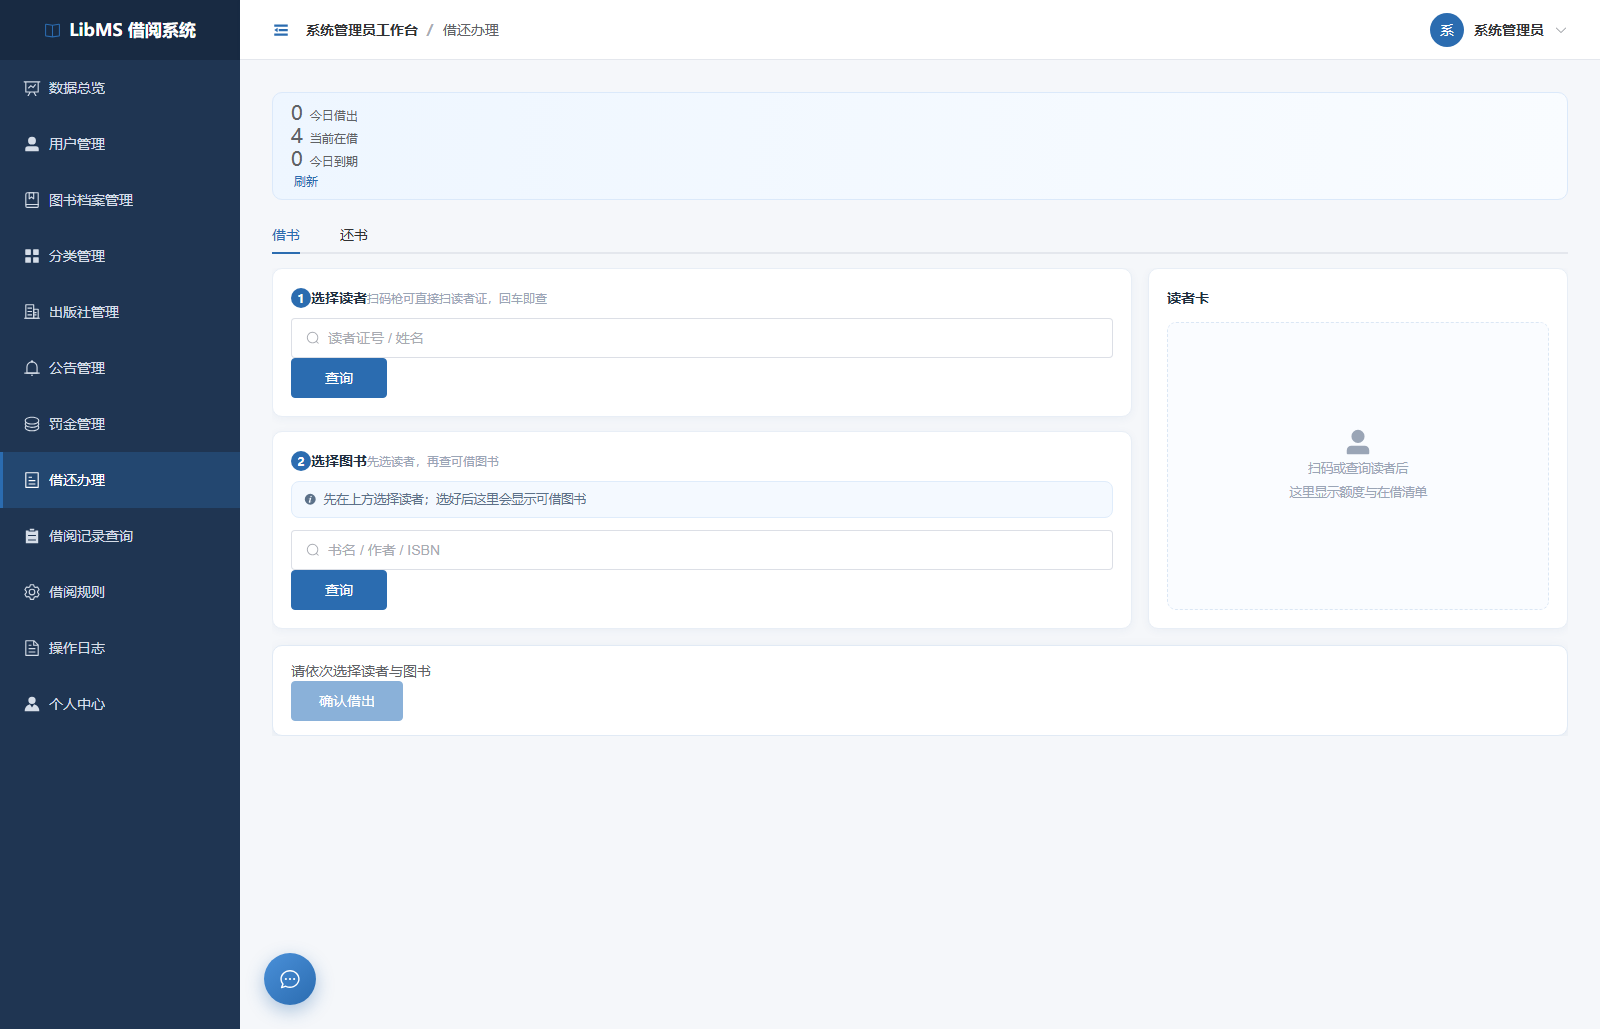 LibMS 借阅系统
系统管理员工作台 / 借还办理
系 系统管理员
数据总览
用户管理
图书档案管理
分类管理
出版社管理
公告管理
罚金管理
借还办理
借阅记录查询
借阅规则
操作日志
个人中心
0 今日借出
4 当前在借
0 今日到期
刷新
借书 还书
1 选择读者 扫码枪可直接扫读者证，回车即查
读者证号 / 姓名
查询
2 选择图书 先选读者，再查可借图书
先在上方选择读者；选好后这里会显示可借图书
书名 / 作者 / ISBN
查询
读者卡
扫码或查询读者后
这里显示额度与在借清单
请依次选择读者与图书
确认借出